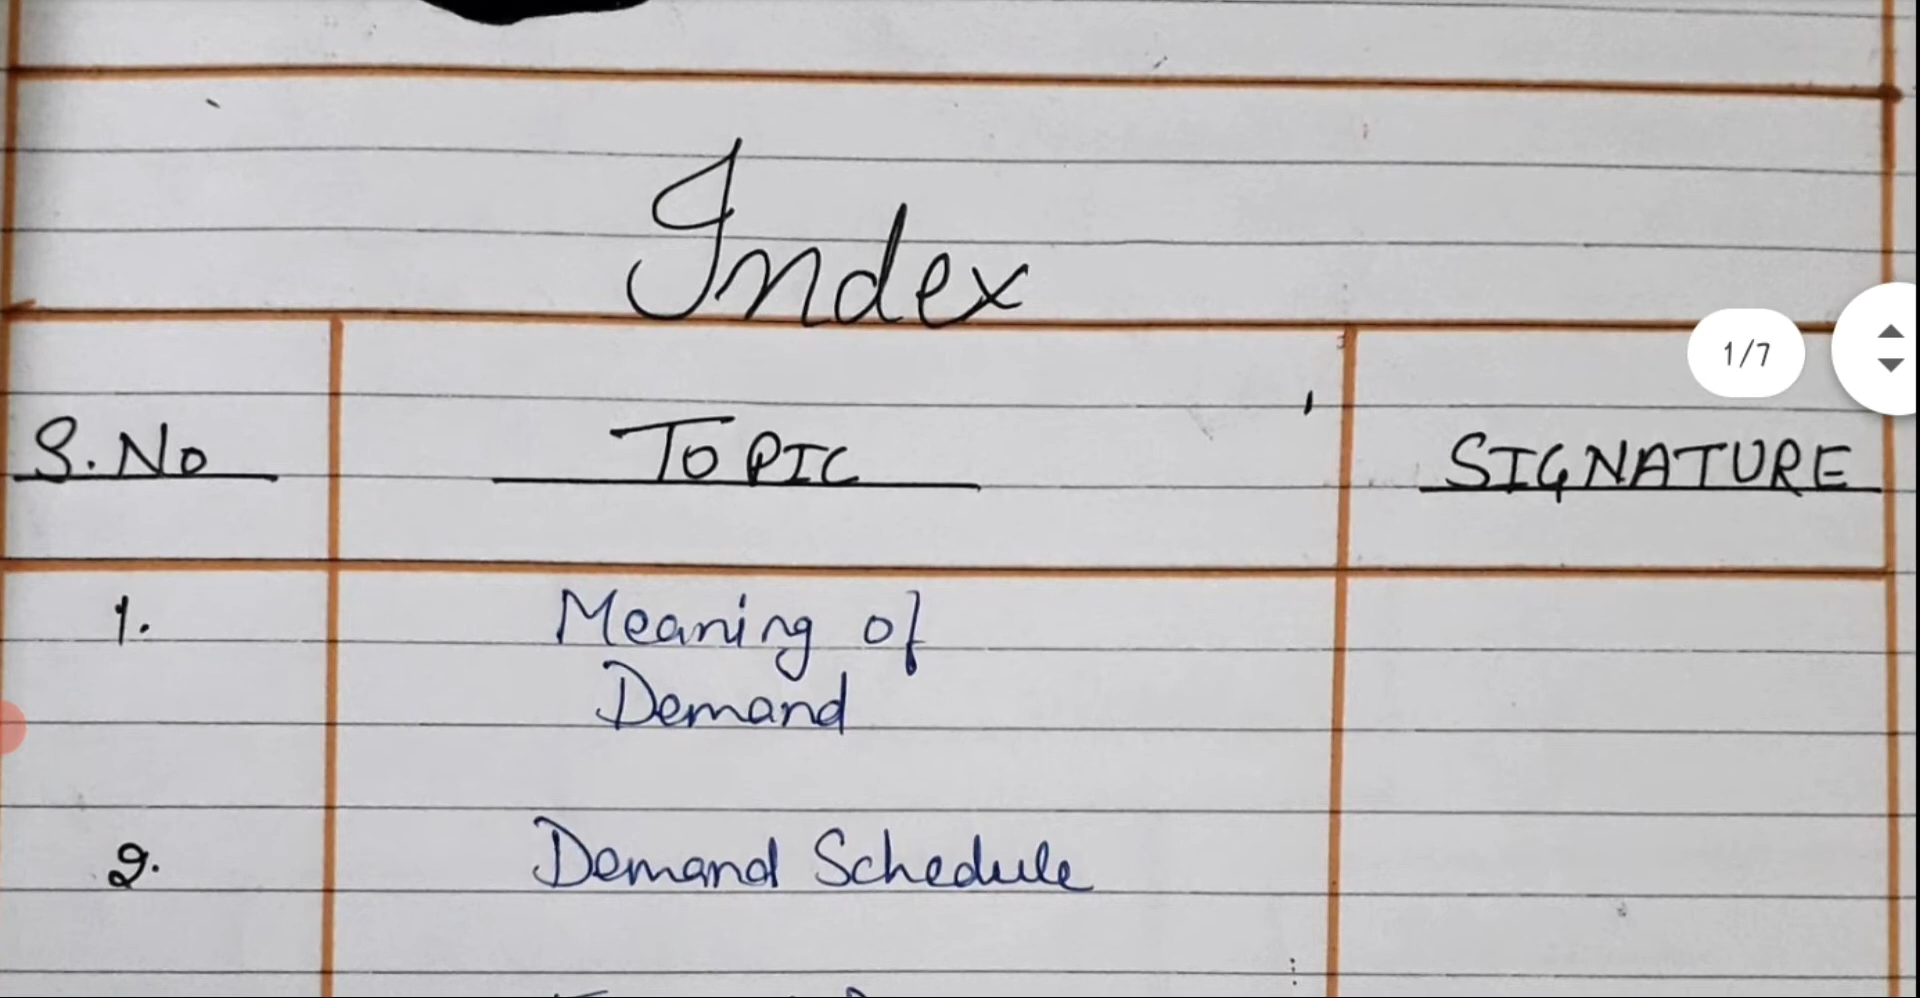 Index
1/7
S.No TOPIC SIGNATURE
1. Meaning of
Demand
2. Demand Schedule